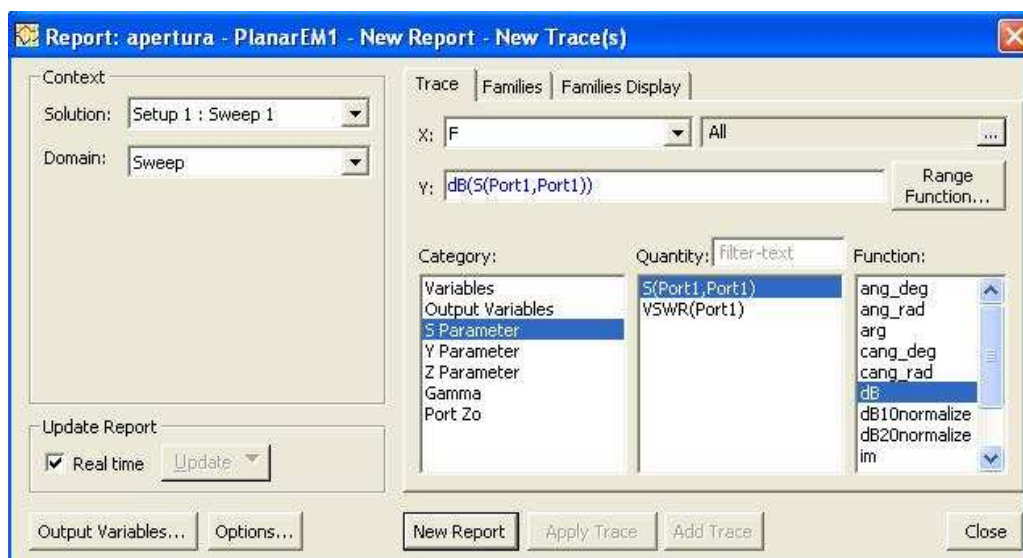 Report: apertura - PlanarEM1 - New Report - New Trace(s)
Context
Solution: Setup 1 : Sweep 1
Domain: Sweep
Update Report
Real time Update
Output Variables... Options...
Trace Families Families Display
X: F All ...
Y: dB(S(Port1,Port1))
Range Function...
Category:
Variables
Output Variables
S Parameter
Y Parameter
Z Parameter
Gamma
Port Zo
Quantity: filter-text
S(Port1,Port1)
VSWR(Port1)
Function:
ang_deg
ang_rad
arg
cang_deg
cang_rad
dB
dB10normalize
dB20normalize
im
New Report Apply Trace Add Trace Close